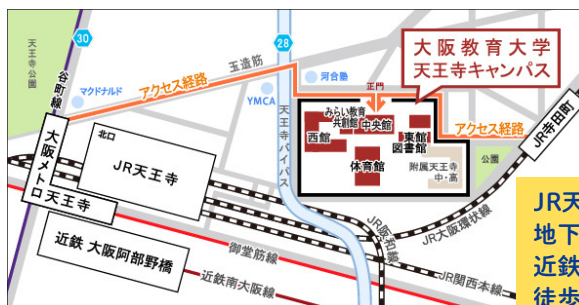 天王寺公園
30
谷町線
マクドナルド
アクセス経路
玉造筋
28
YMCA
河合塾
天王寺バイパス
大阪教育大学
天王寺キャンパス
正門
みらい教育
共創館
中央館
西館
東館
図書館
体育館
附属天王寺
中・高
アクセス経路
公園
JR寺田町
大阪メトロ
天王寺
北口
JR天王寺
近鉄 大阪阿部野橋
御堂筋線
近鉄南大阪線
JR阪和線
JR大阪環状線
JR関西本線
JR天
地下
近鉄
徒歩